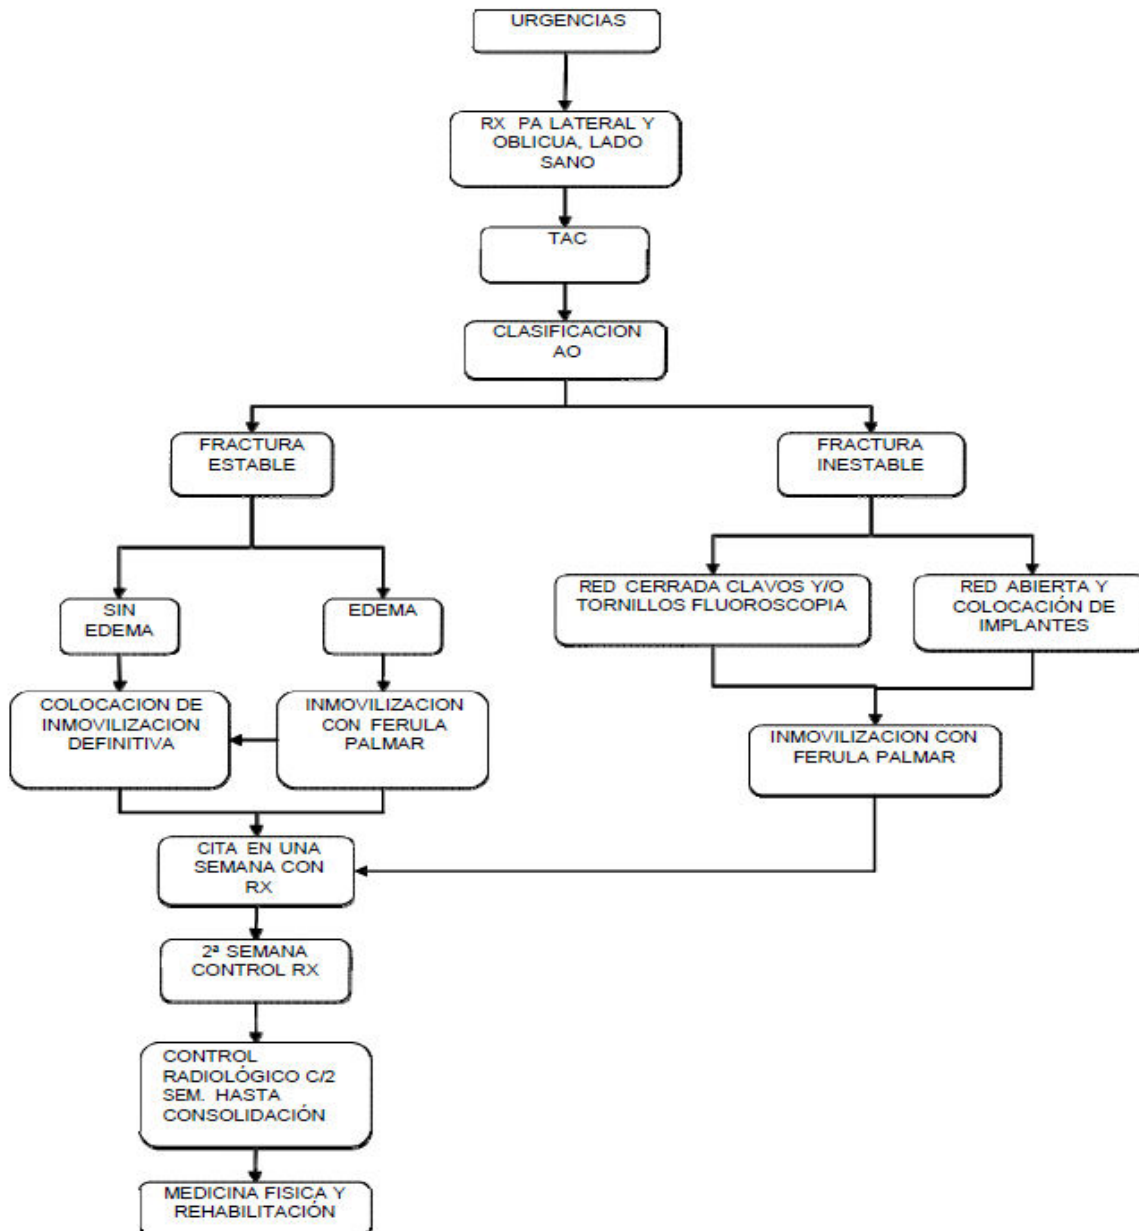 URGENCIAS
RX PA LATERAL Y
OBLICUA, LADO
SANO
TAC
CLASIFICACION
AO
FRACTURA
ESTABLE
FRACTURA
INESTABLE
SIN
EDEMA
EDEMA
RED CERRADA CLAVOS Y/O
TORNILLOS FLUOROSCOPIA
RED ABIERTA Y
COLOCACIÓN DE
IMPLANTES
COLOCACION DE
INMOVILIZACION
DEFINITIVA
INMOVILIZACION
CON FERULA
PALMAR
INMOVILIZACION CON
FERULA PALMAR
CITA EN UNA
SEMANA CON
RX
2ª SEMANA
CONTROL RX
CONTROL
RADIOLÓGICO C/2
SEM. HASTA
CONSOLIDACIÓN
MEDICINA FISICA Y
REHABILITACIÓN